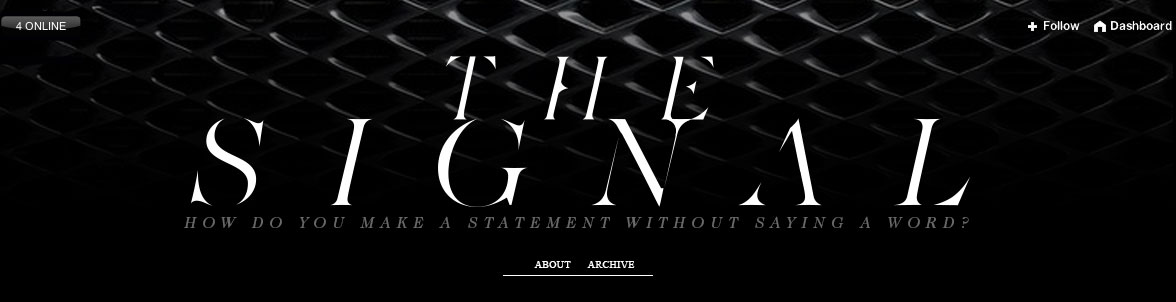 4 ONLINE
Follow
Dashboard
THE
SIGNAL
HOW DO YOU MAKE A STATEMENT WITHOUT SAYING A WORD?
ABOUT ARCHIVE